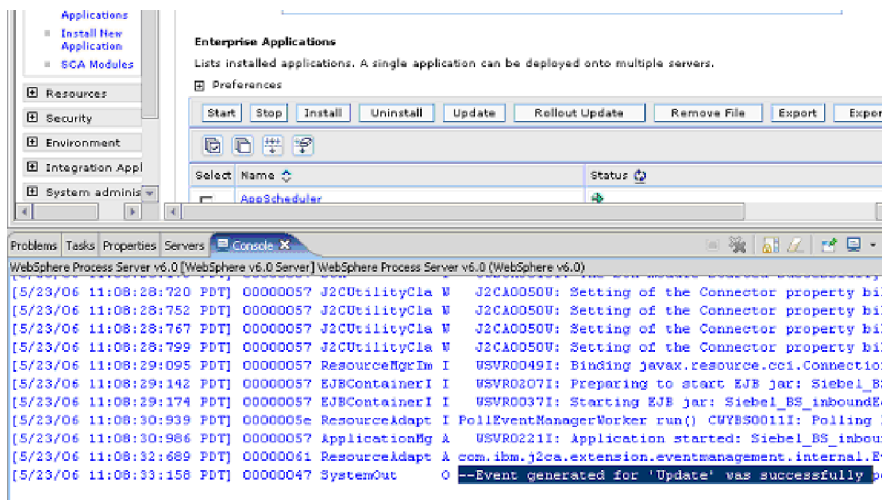 Applications
Install New
Application
SCA Modules
Resources
Security
Environment
Integration Appl
System adminis
Enterprise Applications
Lists installed applications. A single application can be deployed onto multiple servers.
Preferences
Start Stop Install Uninstall Update Rollout Update Remove File Export Expor
Select Name Status
AppScheduler
Problems Tasks Properties Servers Console
WebSphere Process Server v6.0 [WebSphere v6.0 Server] WebSphere Process Server v6.0 (WebSphere v6.0)
[5/23/06 11:08:28:720 PDT] 00000057 J2CUtilityCla W J2CA0050W: Setting of the Connector property bi
[5/23/06 11:08:28:752 PDT] 00000057 J2CUtilityCla W J2CA0050W: Setting of the Connector property bi
[5/23/06 11:08:28:767 PDT] 00000057 J2CUtilityCla W J2CA0050W: Setting of the Connector property bi
[5/23/06 11:08:28:799 PDT] 00000057 J2CUtilityCla W J2CA0050W: Setting of the Connector property bi
[5/23/06 11:08:29:095 PDT] 00000057 ResourceMgrIm I WSVR0049I: Binding javax.resource.cci.Connectio
[5/23/06 11:08:29:142 PDT] 00000057 EJBContainerI I WSVR0207I: Preparing to start EJB jar: Siebel_BS
[5/23/06 11:08:29:174 PDT] 00000057 EJBContainerI I WSVR0037I: Starting EJB jar: Siebel_BS_inboundE
[5/23/06 11:08:30:939 PDT] 0000005e ResourceAdapt I PollEventManagerWorker run() CWYBS0011I: Polling
[5/23/06 11:08:30:986 PDT] 00000057 ApplicationMg A WSVR0221I: Application started: Siebel_BS_inbou
[5/23/06 11:08:32:689 PDT] 00000061 ResourceAdapt A com.ibm.j2ca.extension.eventmanagement.internal.E
[5/23/06 11:08:33:158 PDT] 00000047 SystemOut O --Event generated for 'Update' was successfully p